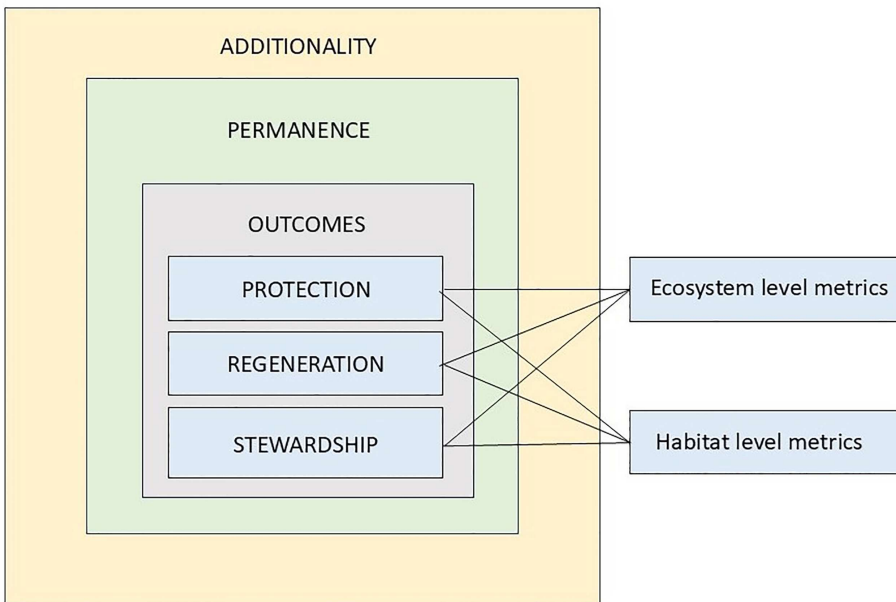 ADDITIONALITY
PERMANENCE
OUTCOMES
PROTECTION
REGENERATION
STEWARDSHIP
Ecosystem level metrics
Habitat level metrics